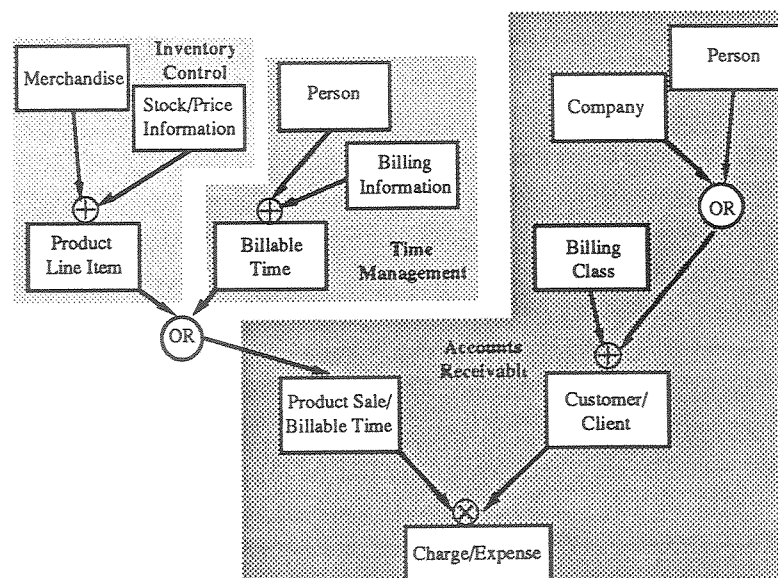 Inventory
Control
Merchandise
Stock/Price
Information
Person
Billing
Information
Product
Line Item
Billable
Time
Time
Management
OR
Person
Company
OR
Billing
Class
Accounts
Receivabl
Product Sale/
Billable Time
Customer/
Client
Charge/Expense